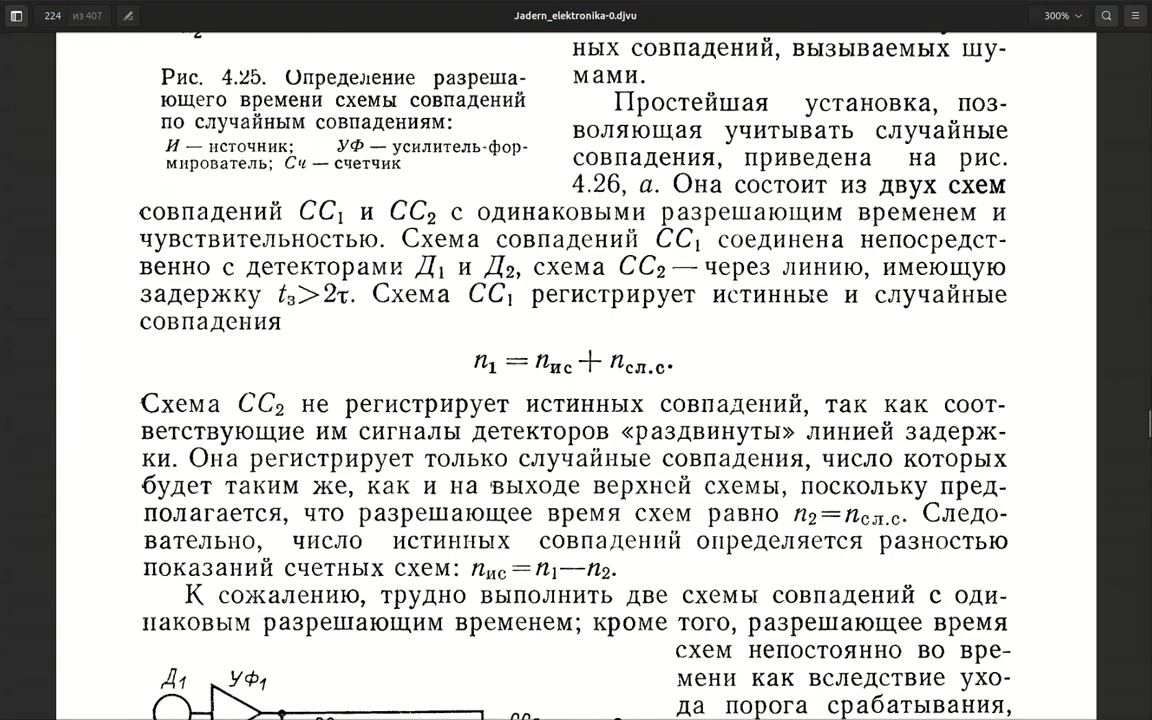 224 из 407
Jadern_elektronika-0.djvu
300%
Рис. 4.25. Определение разреша-
ющего времени схемы совпадений
по случайным совпадениям:
И — источник; УФ — усилитель-фор-
мирователь; Сч — счетчик
ных совпадений, вызываемых шу-
мами.
Простейшая установка, поз-
воляющая учитывать случайные
совпадения, приведена на рис.
4.26, а. Она состоит из двух схем
совпадений СС₁ и СС₂ с одинаковыми разрешающим временем и
чувствительностью. Схема совпадений СС₁ соединена непосредст-
венно с детекторами Д₁ и Д₂, схема СС₂ — через линию, имеющую
задержку tз>2τ. Схема СС₁ регистрирует истинные и случайные
совпадения
n₁ = nис + nсл.с.
Схема СС₂ не регистрирует истинных совпадений, так как соот-
ветствующие им сигналы детекторов «раздвинуты» линией задерж-
ки. Она регистрирует только случайные совпадения, число которых
будет таким же, как и на выходе верхней схемы, поскольку пред-
полагается, что разрешающее время схем равно n₂=nсл.с. Следо-
вательно, число истинных совпадений определяется разностью
показаний счетных схем: nис=n₁—n₂.
К сожалению, трудно выполнить две схемы совпадений с оди-
наковым разрешающим временем; кроме того, разрешающее время
схем непостоянно во вре-
мени как вследствие ухо-
да порога срабатывания,
Д₁ УФ₁